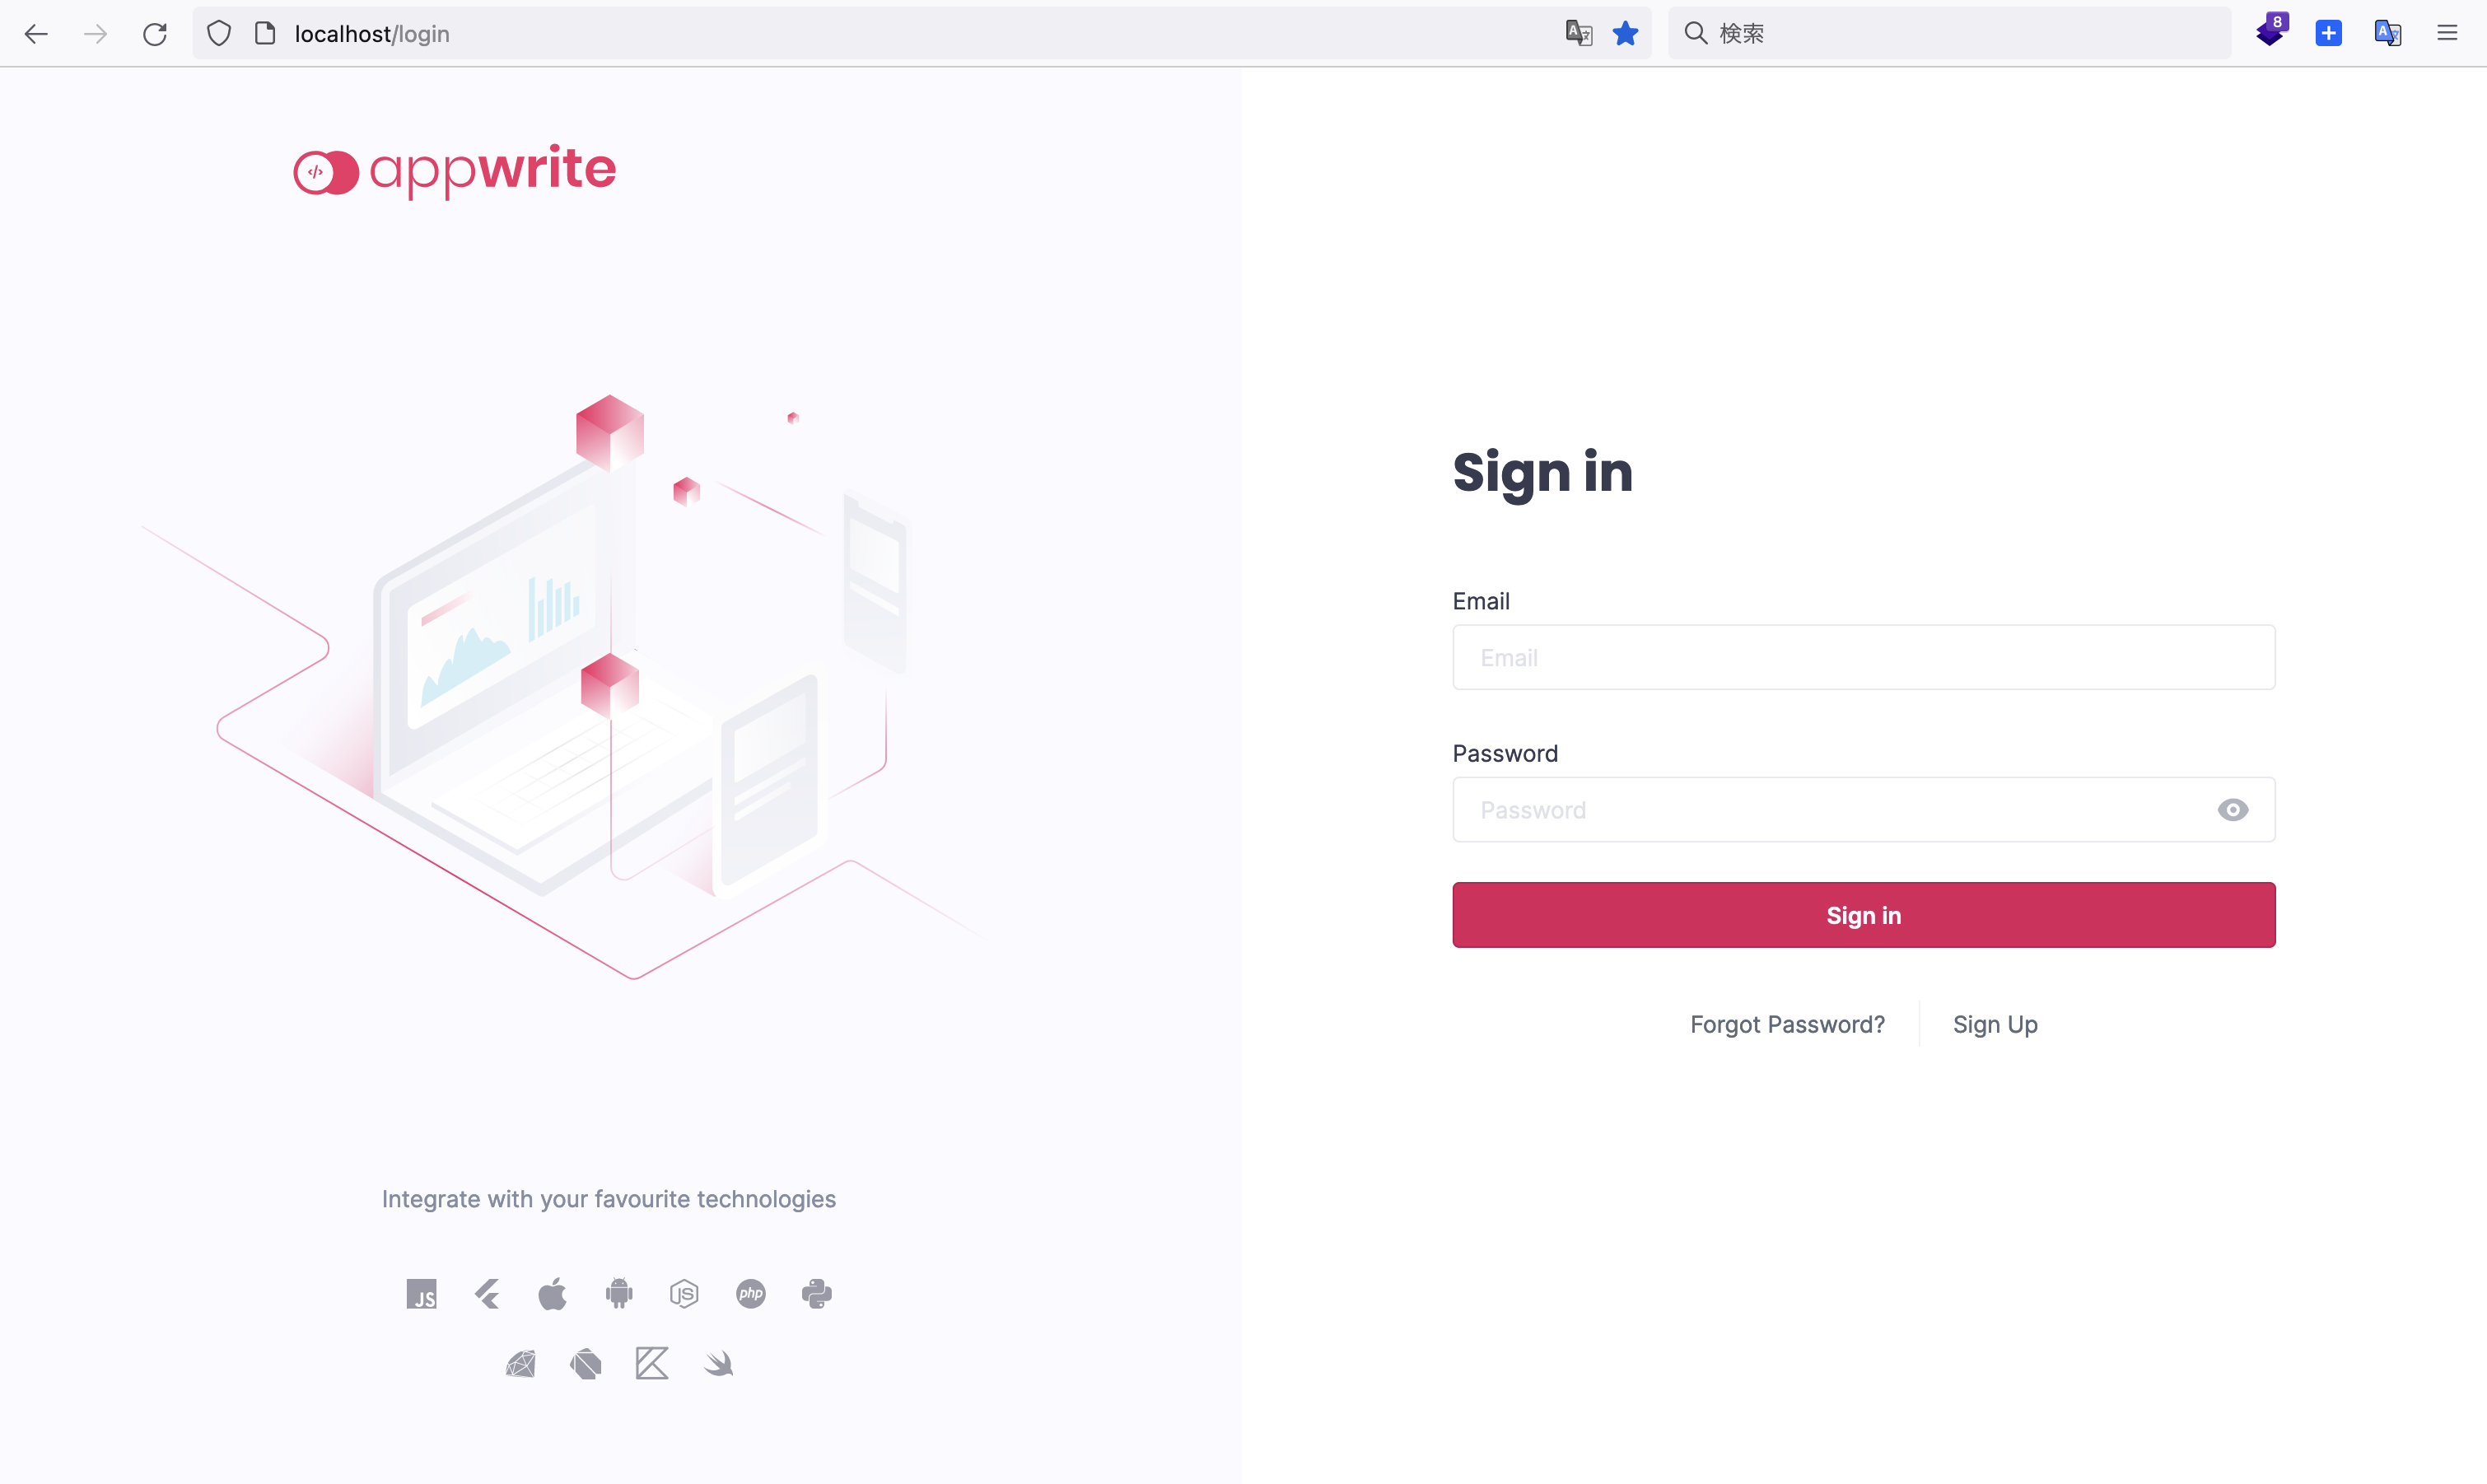 localhost/login
検索
8
appwrite
Sign in
Email
Email
Password
Password
Sign in
Forgot Password?
Sign Up
Integrate with your favourite technologies
JS
JS
php